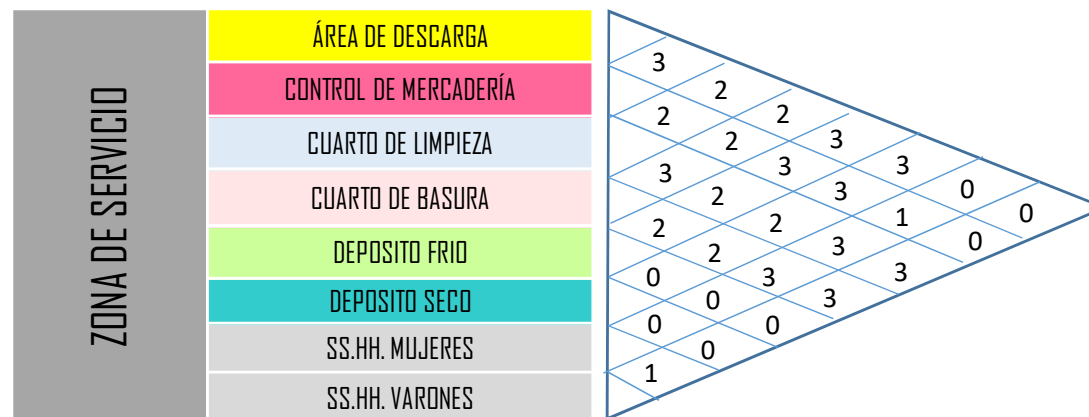 ZONA DE SERVICIO
ÁREA DE DESCARGA
CONTROL DE MERCADERÍA
CUARTO DE LIMPIEZA
CUARTO DE BASURA
DEPOSITO FRIO
DEPOSITO SECO
SS.HH. MUJERES
SS.HH. VARONES
3
2
2 2
2 3
3 3 3
2 3 0
2 2 1 0
2 3 0
0 3 3
0 3
0 0
1 0